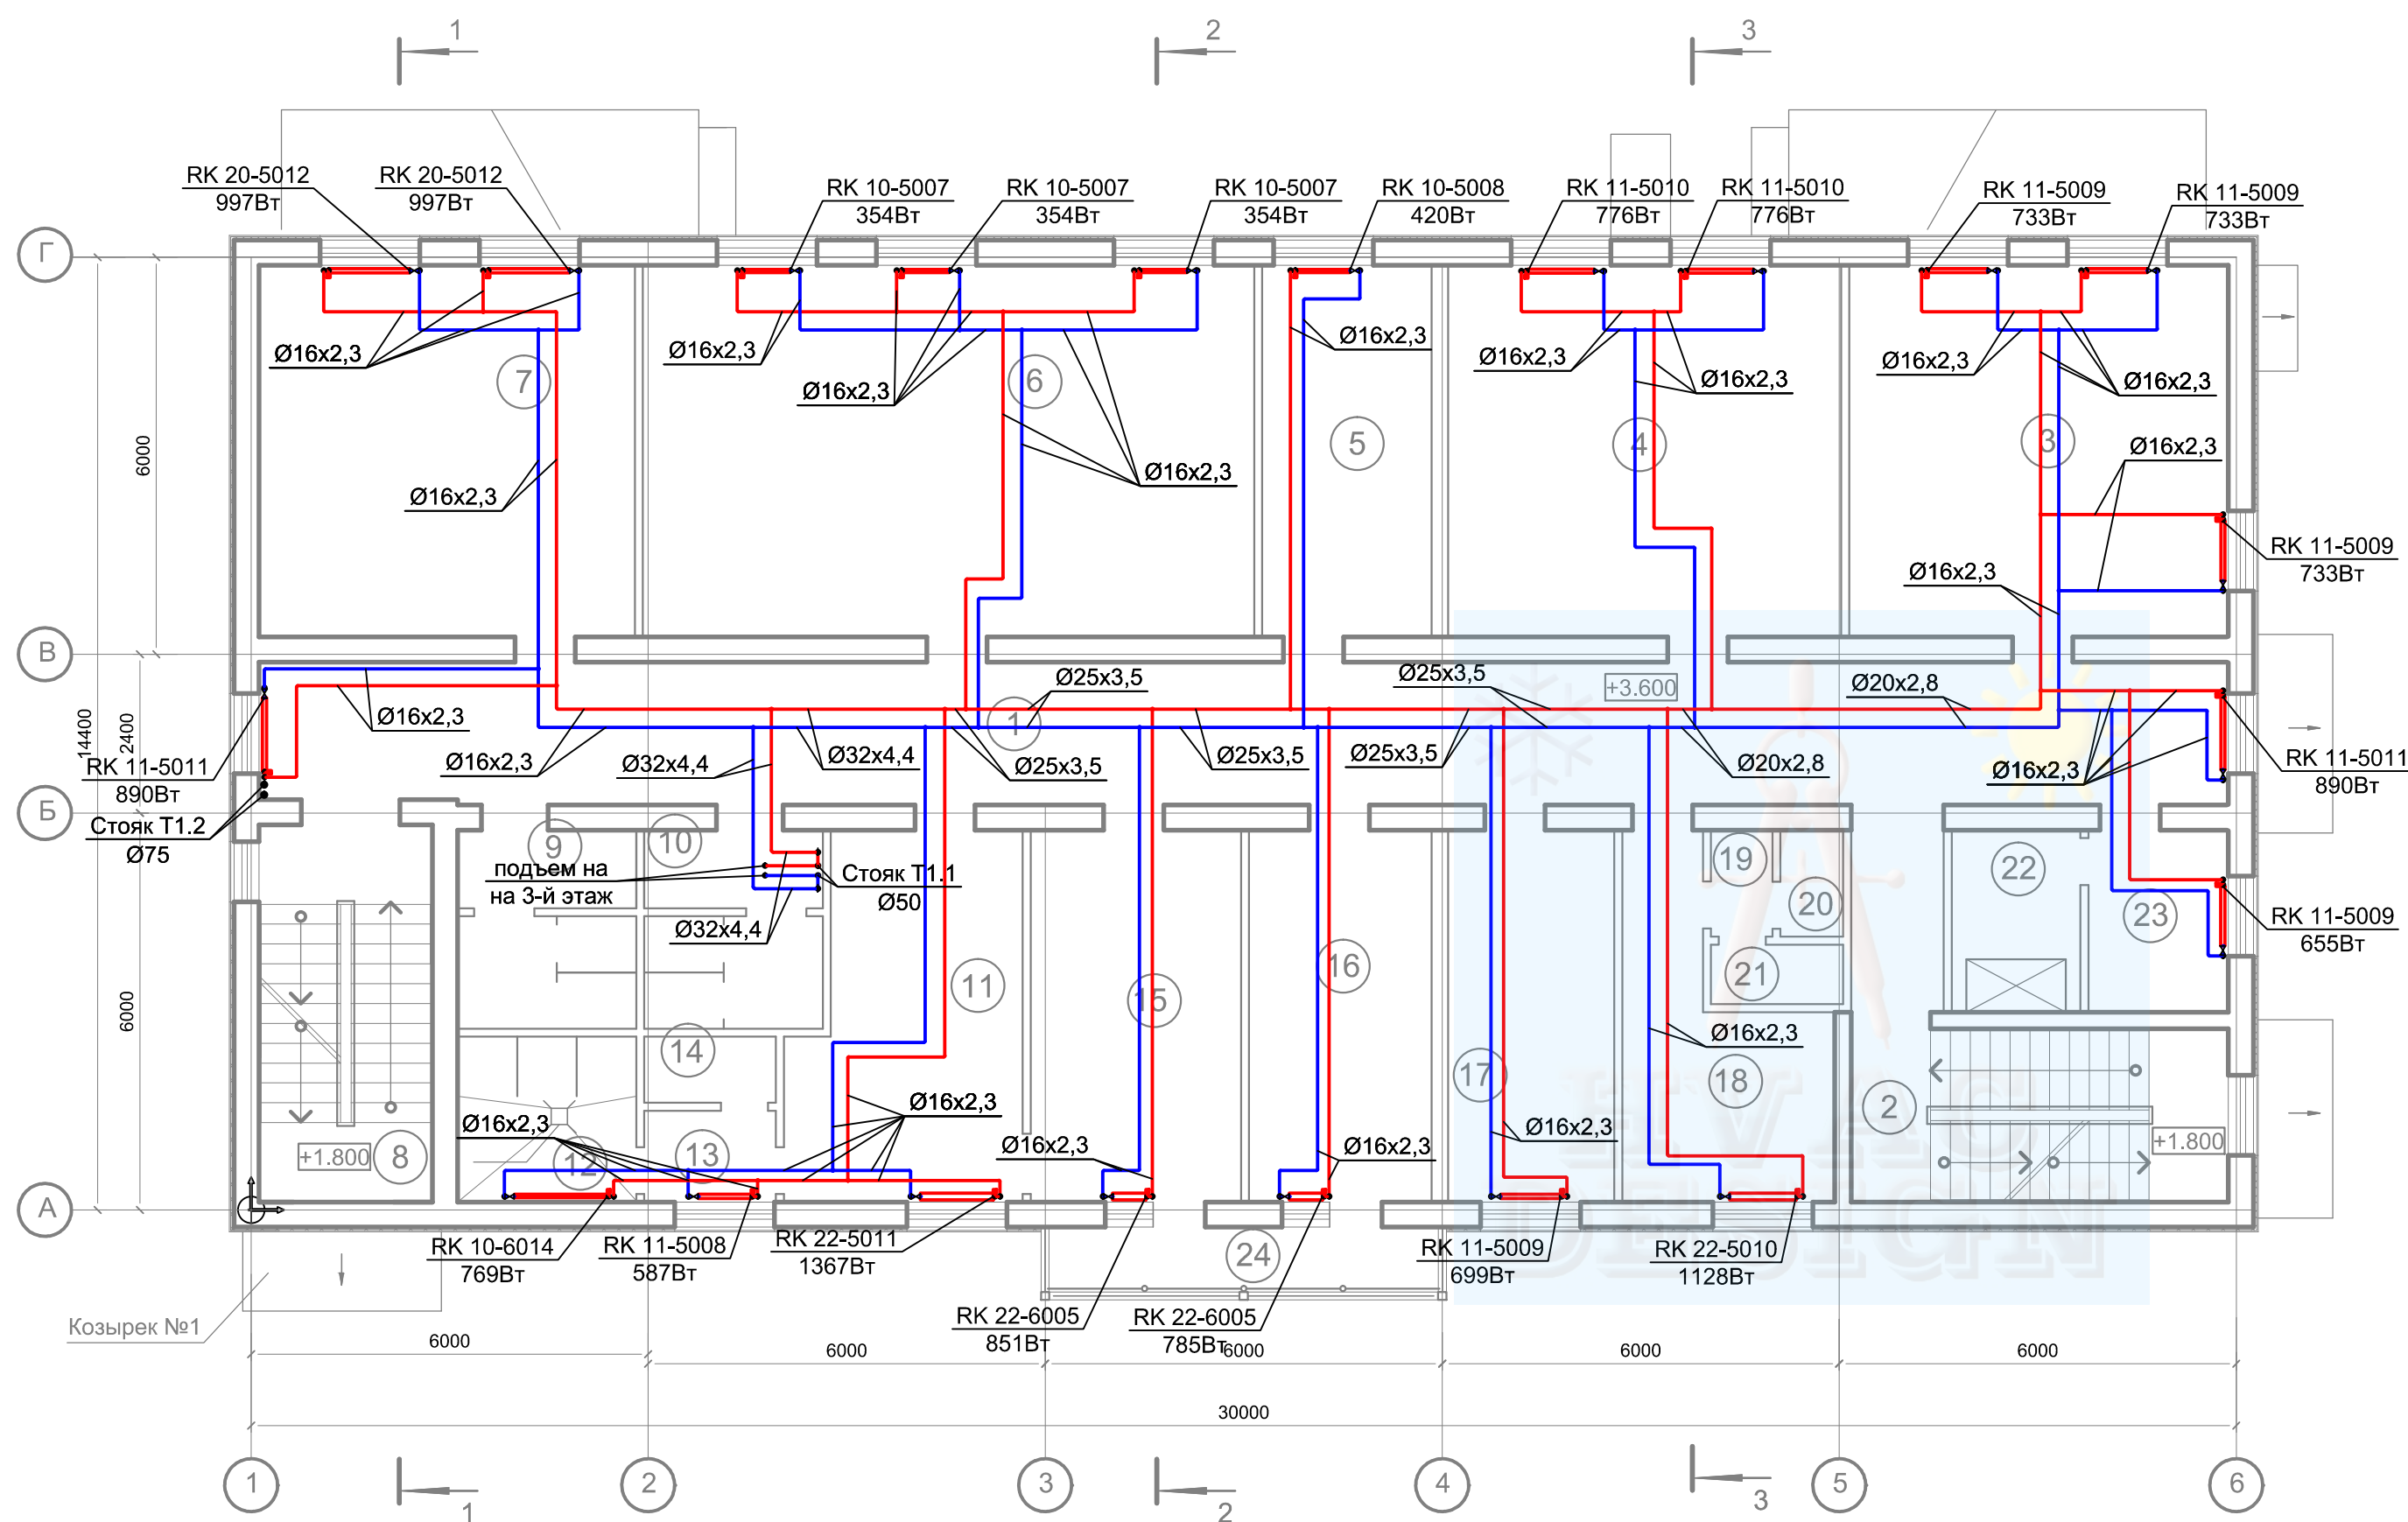 1
2
3
RK 20-5012
997Вт
RK 20-5012
997Вт
RK 10-5007
354Вт
RK 10-5007
354Вт
RK 10-5007
354Вт
RK 10-5008
420Вт
RK 11-5010
776Вт
RK 11-5010
776Вт
RK 11-5009
733Вт
RK 11-5009
733Вт
Г
Ø16x2,3
Ø16x2,3
Ø16x2,3
Ø16x2,3
Ø16x2,3
Ø16x2,3
Ø16x2,3
Ø16x2,3
7
6
5
4
3
6000
Ø16x2,3
Ø16x2,3
Ø16x2,3
RK 11-5009
733Вт
Ø16x2,3
В
Ø25x3,5
Ø25x3,5
+3.600
Ø20x2,8
14400
2400
Ø16x2,3
1
Ø16x2,3
Ø32x4,4
Ø32x4,4
Ø25x3,5
Ø25x3,5
Ø25x3,5
Ø20x2,8
Ø16x2,3
RK 11-5011
890Вт
RK 11-5011
890Вт
Б
Стояк Т1.2
Ø75
9
10
подъем на
на 3-й этаж
Стояк Т1.1
Ø50
Ø32x4,4
19
20
21
22
23
RK 11-5009
655Вт
11
15
16
6000
14
17
18
2
Ø16x2,3
Ø16x2,3
Ø16x2,3
Ø16x2,3
Ø16x2,3
Ø16x2,3
+1.800
8
12
13
+1.800
HVAC
DESIGN
А
RK 10-6014
769Вт
RK 11-5008
587Вт
RK 22-5011
1367Вт
24
RK 11-5009
699Вт
RK 22-5010
1128Вт
RK 22-6005
851Вт
RK 22-6005
785Вт
Козырек №1
6000
6000
6000
6000
6000
30000
1
2
3
4
5
6
1
2
3